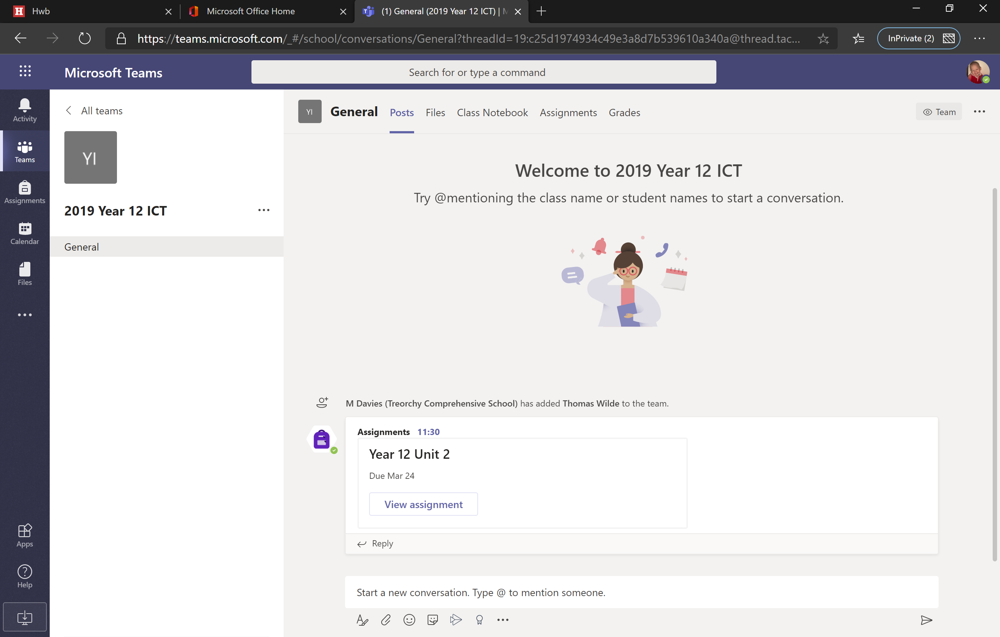 H Hwb
Microsoft Office Home
(1) General (2019 Year 12 ICT) |
https://teams.microsoft.com/_#/school/conversations/General?threadId=19:c25d1974934c49e3a8d7b539610a340a@thread.tac...
InPrivate (2)
Microsoft Teams
Search for or type a command
Activity
Teams
Assignments
Calendar
Files
Apps
Help
All teams
YI
2019 Year 12 ICT
General
YI
General Posts Files Class Notebook Assignments Grades
Team
Welcome to 2019 Year 12 ICT
Try @mentioning the class name or student names to start a conversation.
M Davies (Treorchy Comprehensive School) has added Thomas Wilde to the team.
Assignments 11:30
Year 12 Unit 2
Due Mar 24
View assignment
Reply
Start a new conversation. Type @ to mention someone.